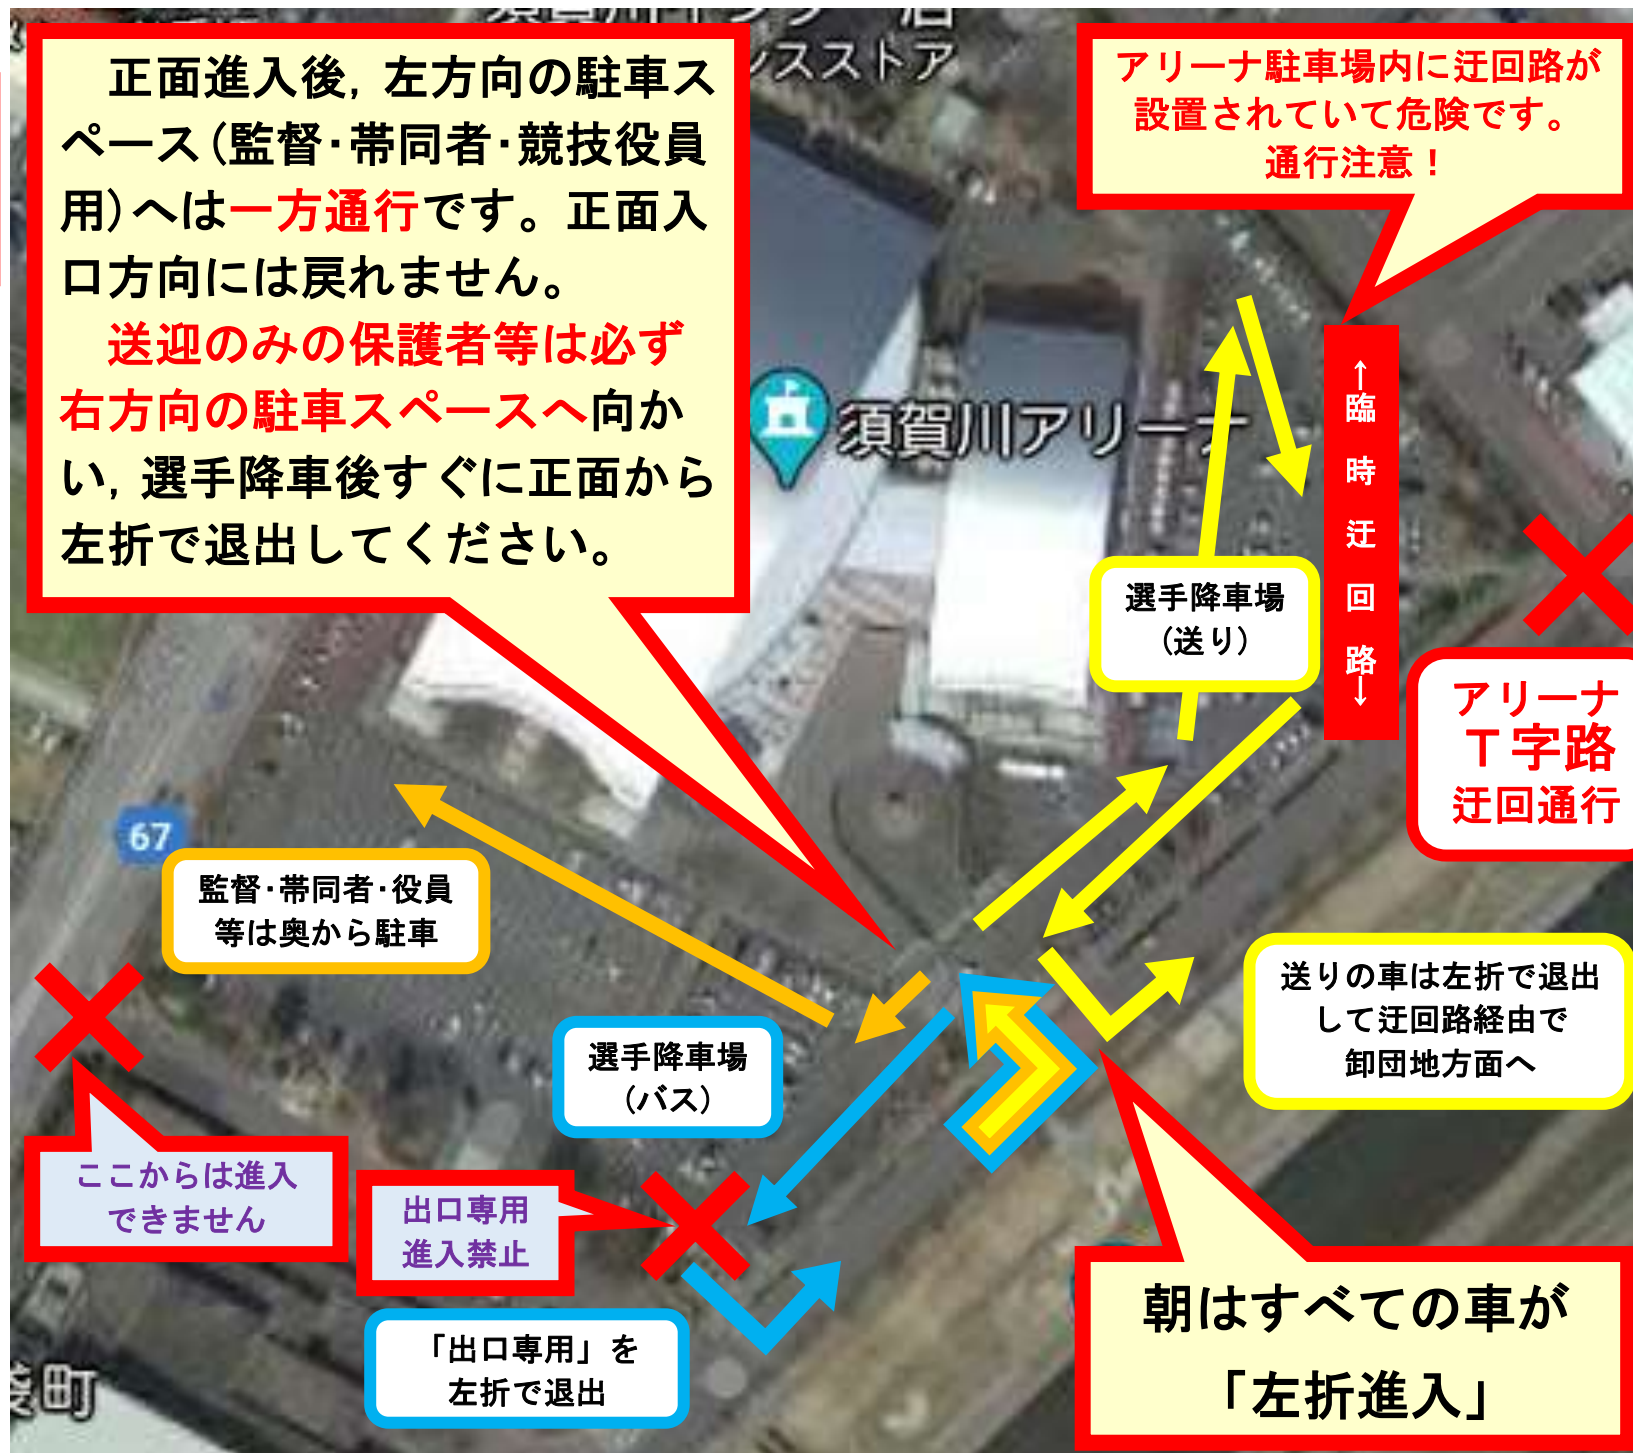 正面進入後，左方向の駐車ス
ペース（監督・帯同者・競技役員
用）へは一方通行です。正面入
口方向には戻れません。
送迎のみの保護者等は必ず
右方向の駐車スペースへ向か
い，選手降車後すぐに正面から
左折で退出してください。
ンスストア
アリーナ駐車場内に迂回路が
設置されていて危険です。
通行注意！
↑臨時迂回路↓
須賀川アリーナ
選手降車場
（送り）
アリーナ
Ｔ字路
迂回通行
67
監督・帯同者・役員
等は奥から駐車
送りの車は左折で退出
して迂回路経由で
卸団地方面へ
選手降車場
（バス）
ここからは進入
できません
出口専用
進入禁止
「出口専用」を
左折で退出
朝はすべての車が
「左折進入」
町